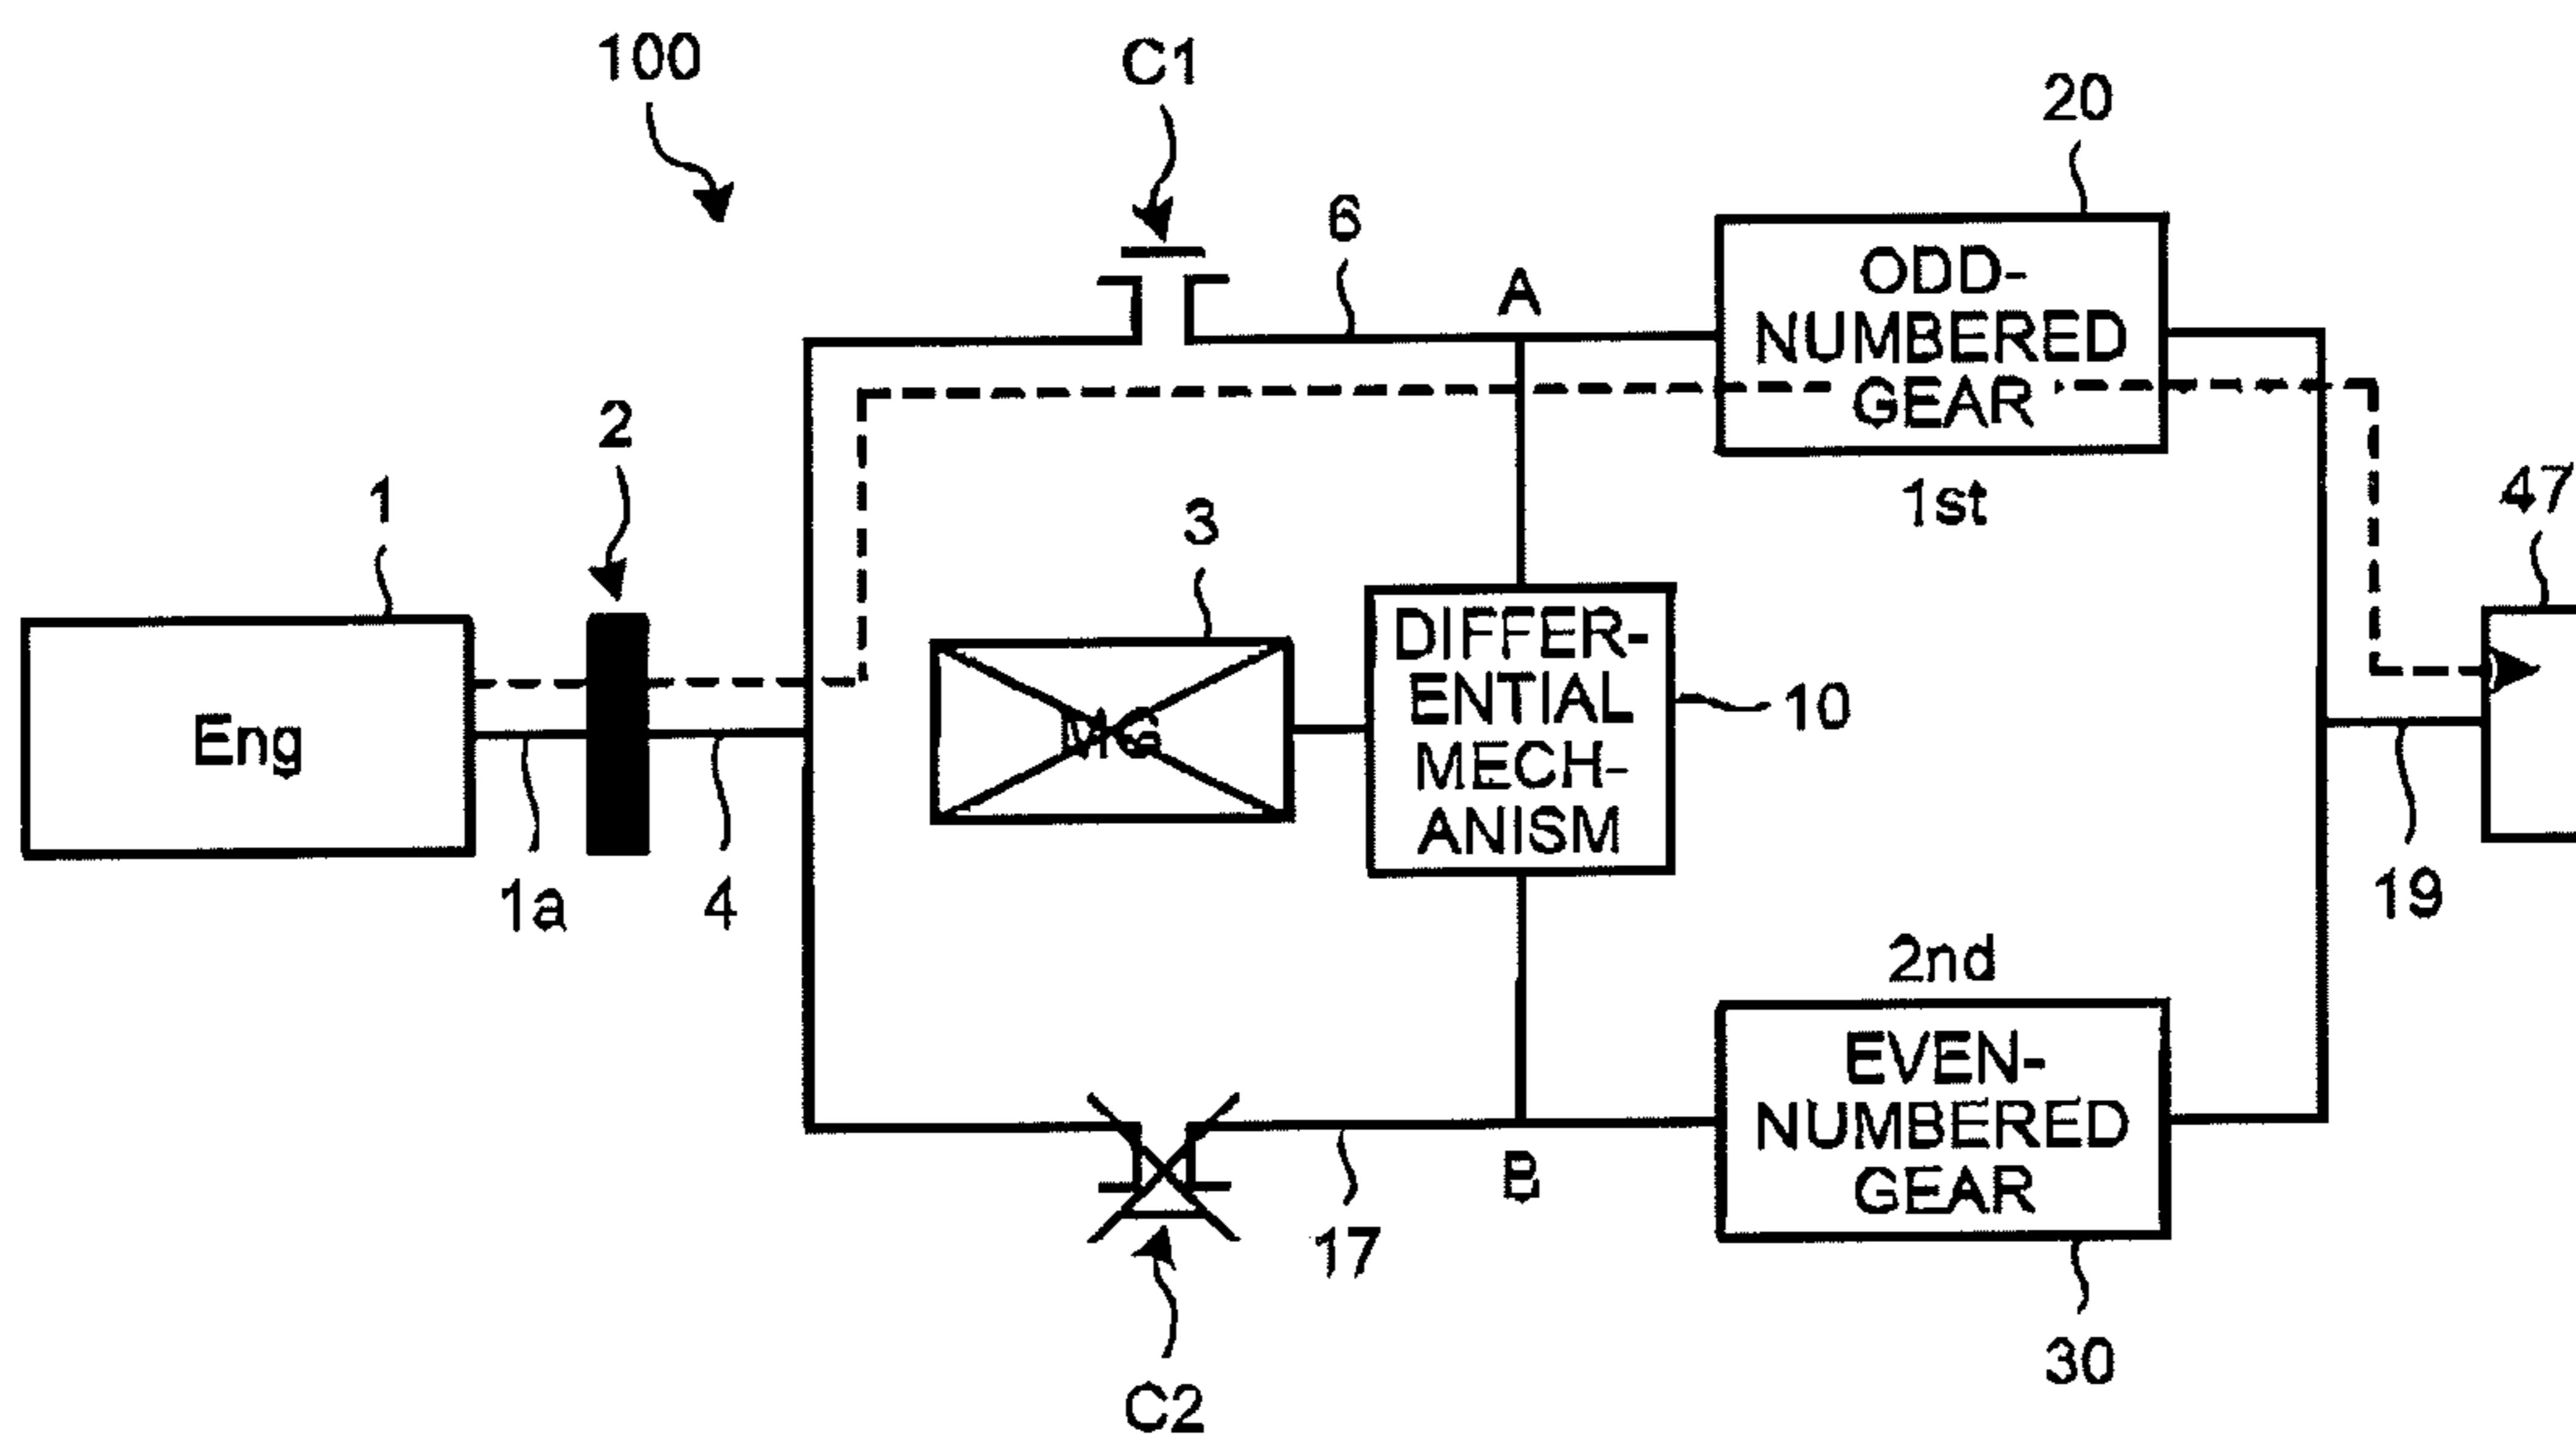 100
C1
20
6
A
ODD-
NUMBERED
GEAR
1st
2
1
3
47
Eng
MG
DIFFER-
ENTIAL
MECH-
ANISM
10
1a
4
19
2nd
EVEN-
NUMBERED
GEAR
B
17
30
C2